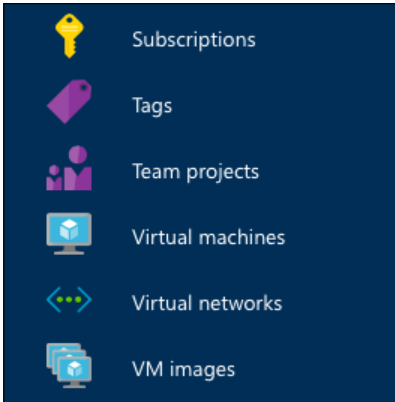 Subscriptions
Tags
Team projects
Virtual machines
Virtual networks
VM images